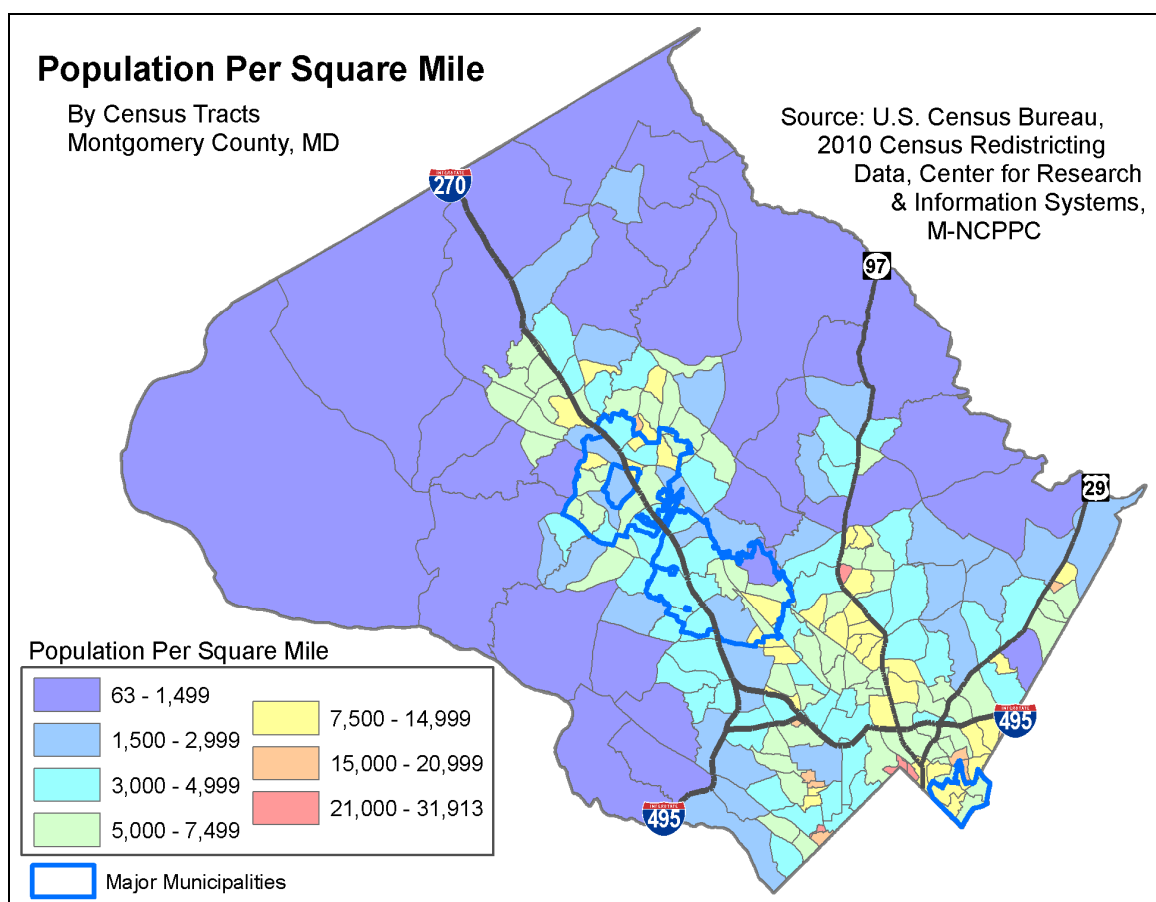 Population Per Square Mile
By Census Tracts
Montgomery County, MD
Source: U.S. Census Bureau,
2010 Census Redistricting
Data, Center for Research
& Information Systems,
M-NCPPC
INTERSTATE
270
97
29
INTERSTATE
495
INTERSTATE
495
Population Per Square Mile
63 - 1,499
1,500 - 2,999
3,000 - 4,999
5,000 - 7,499
7,500 - 14,999
15,000 - 20,999
21,000 - 31,913
Major Municipalities